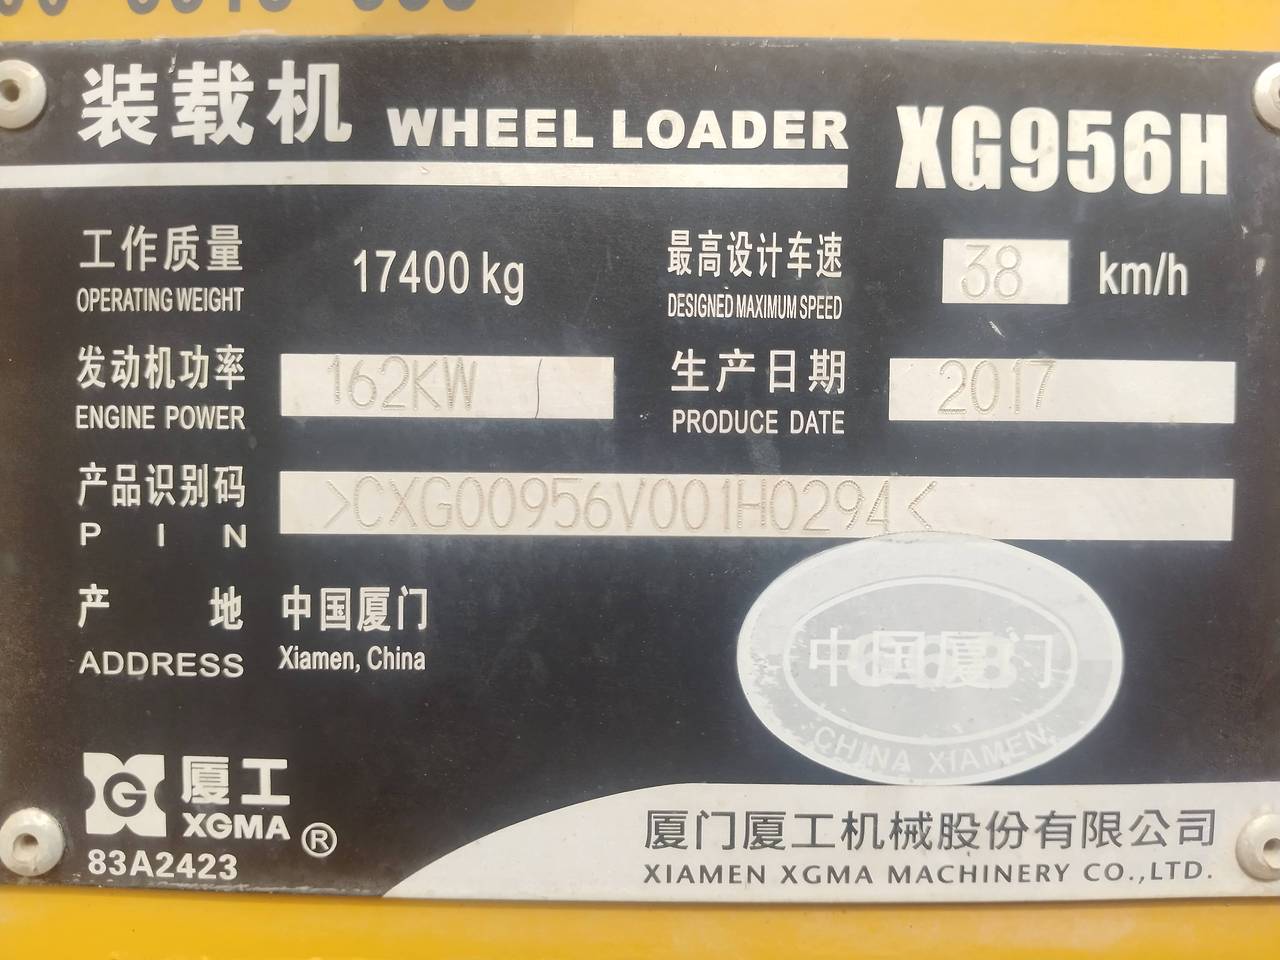 装载机 WHEEL LOADER XG956H
工作质量 17400 kg 最高设计车速 38 km/h
OPERATING WEIGHT DESIGNED MAXIMUM SPEED
发动机功率 162KW 生产日期 2017
ENGINE POWER PRODUCE DATE
产品识别码 >CXG00956V001H0294<
PIN
产地 中国厦门
ADDRESS Xiamen, China
中国厦门
CHINA XIAMEN
厦工
XGMA ®
83A2423
厦门厦工机械股份有限公司
XIAMEN XGMA MACHINERY CO.,LTD.